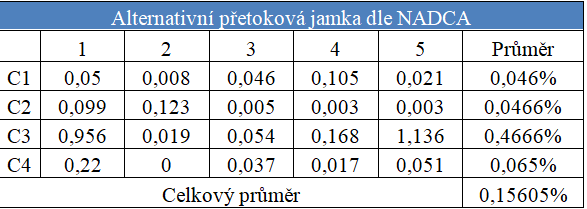 Alternativní přetoková jamka dle NADCA
1 2 3 4 5 Průměr
C1 0,05 0,008 0,046 0,105 0,021 0,046%
C2 0,099 0,123 0,005 0,003 0,003 0,0466%
C3 0,956 0,019 0,054 0,168 1,136 0,4666%
C4 0,22 0 0,037 0,017 0,051 0,065%
Celkový průměr 0,15605%